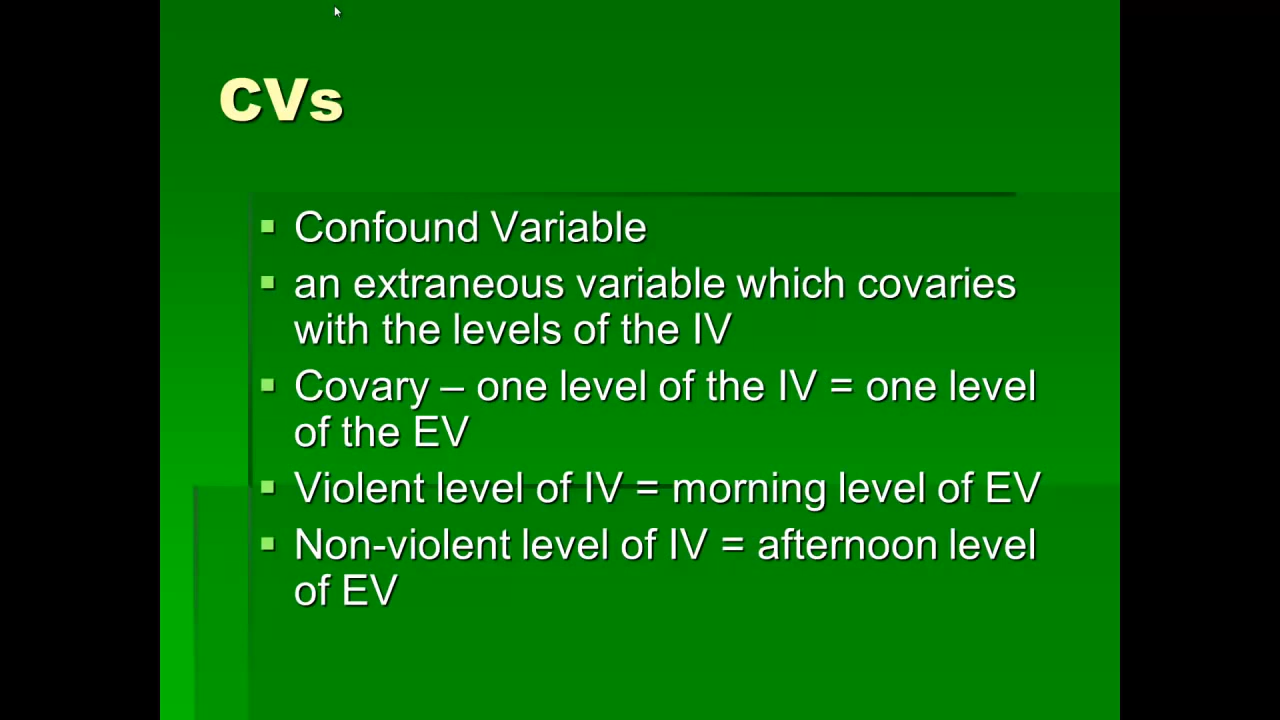 CVs
▪ Confound Variable
▪ an extraneous variable which covaries
with the levels of the IV
▪ Covary – one level of the IV = one level
of the EV
▪ Violent level of IV = morning level of EV
▪ Non-violent level of IV = afternoon level
of EV